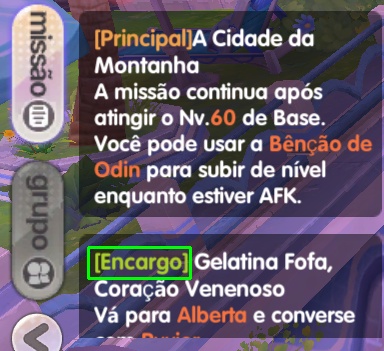 missão
grupo
[Principal]A Cidade da
Montanha
A missão continua após
atingir o Nv.60 de Base.
Você pode usar a Bênção de
Odin para subir de nível
enquanto estiver AFK.
[Encargo] Gelatina Fofa,
Coração Venenoso
Vá para Alberta e converse
com